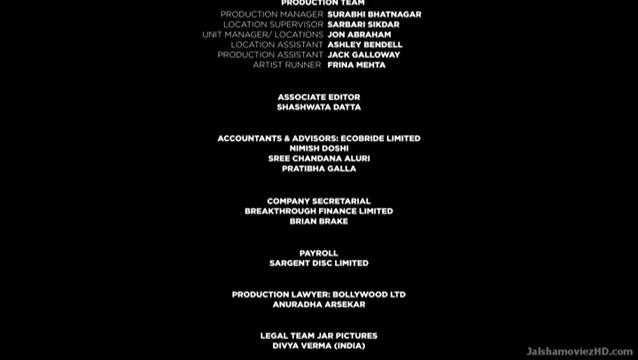 PRODUCTION TEAM
PRODUCTION MANAGER SURABHI BHATNAGAR
LOCATION SUPERVISOR SARBARI SIKDAR
UNIT MANAGER/ LOCATIONS JON ABRAHAM
LOCATION ASSISTANT ASHLEY BENDELL
PRODUCTION ASSISTANT JACK GALLOWAY
ARTIST RUNNER FRINA MEHTA
ASSOCIATE EDITOR
SHASHWATA DATTA
ACCOUNTANTS & ADVISORS: ECOBRIDE LIMITED
NIMISH DOSHI
SREE CHANDANA ALURI
PRATIBHA GALLA
COMPANY SECRETARIAL
BREAKTHROUGH FINANCE LIMITED
BRIAN BRAKE
PAYROLL
SARGENT DISC LIMITED
PRODUCTION LAWYER: BOLLYWOOD LTD
ANURADHA ARSEKAR
LEGAL TEAM JAR PICTURES
DIVYA VERMA (INDIA)
JalshamoviezHD.com